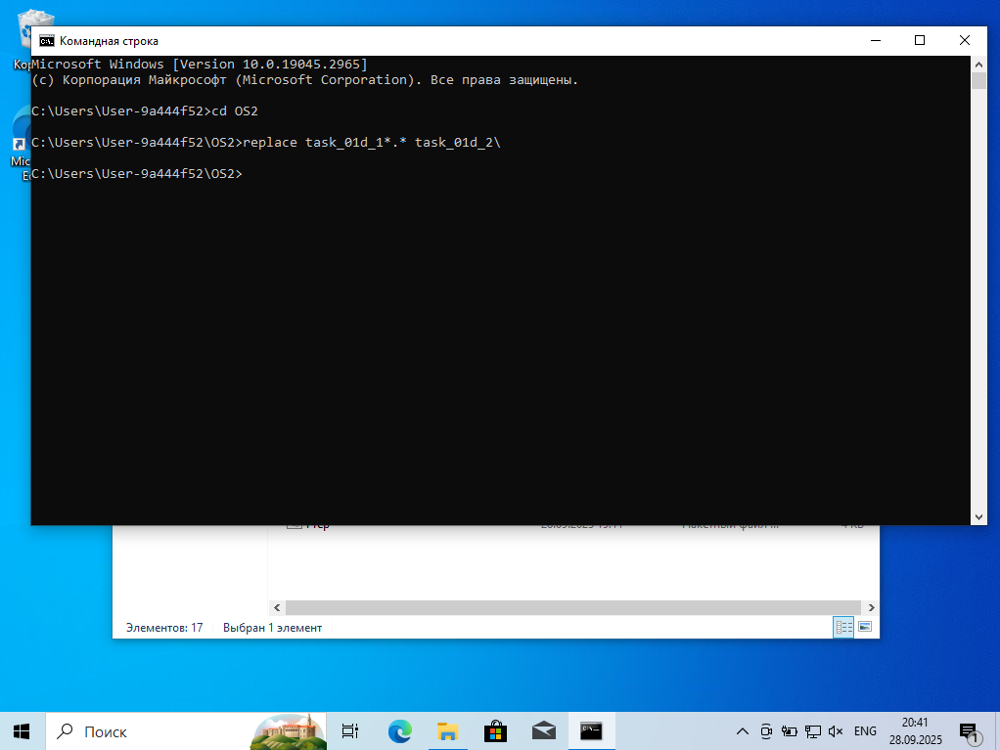 Командная строка
Microsoft Windows [Version 10.0.19045.2965]
(c) Корпорация Майкрософт (Microsoft Corporation). Все права защищены.
C:\Users\User-9a444f52>cd OS2
C:\Users\User-9a444f52\OS2>replace task_01d_1*.* task_01d_2\
C:\Users\User-9a444f52\OS2>
Элементов: 17 Выбран 1 элемент
Поиск
ENG
20:41
28.09.2025
1